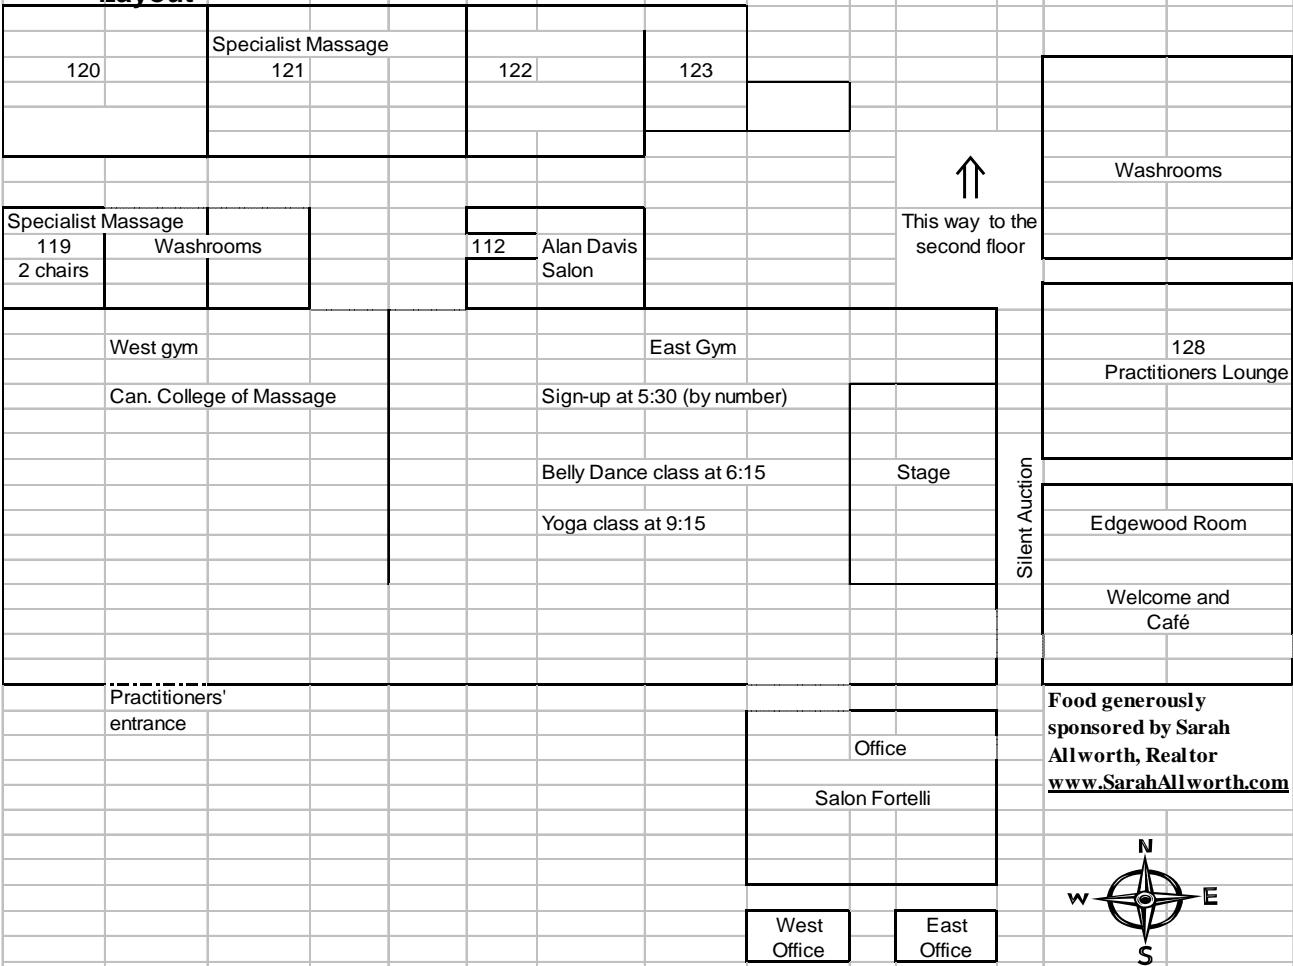 Layout
Specialist Massage
120 121 122 123
Washrooms
Specialist Massage
119 Washrooms
2 chairs
112 Alan Davis
Salon
This way to the
second floor
West gym
East Gym
128
Practitioners Lounge
Can. College of Massage
Sign-up at 5:30 (by number)
Belly Dance class at 6:15
Stage
Yoga class at 9:15
Silent Auction
Edgewood Room
Welcome and
Café
Practitioners'
entrance
Food generously
sponsored by Sarah
Allworth, Realtor
www.SarahAllworth.com
Office
Salon Fortelli
N
W E
S
West
Office
East
Office